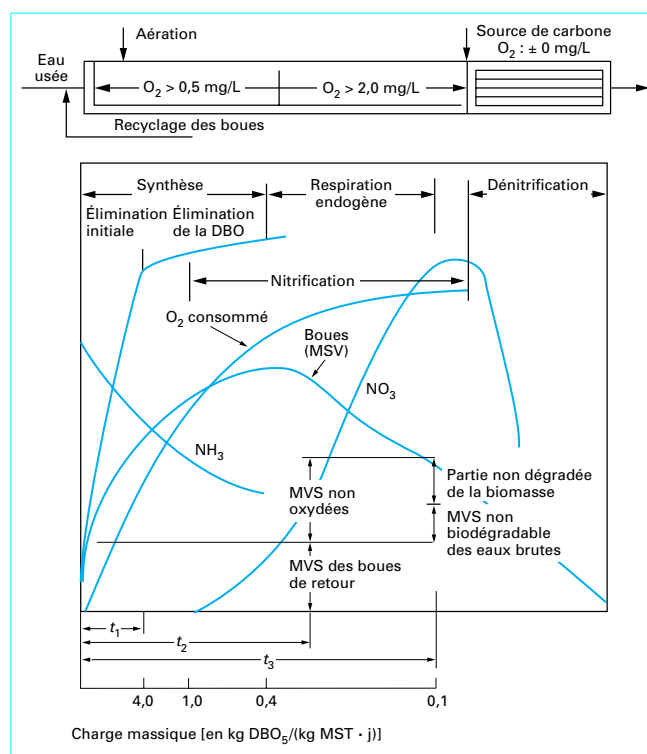 Aération
Source de carbone
O2 : ± 0 mg/L
Eau
usée
O2 > 0,5 mg/L
O2 > 2,0 mg/L
Recyclage des boues
Synthèse
Respiration
endogène
Dénitrification
Élimination
initiale
Élimination
de la DBO
Nitrification
O2 consommé
Boues
(MSV)
NO3
NH3
MVS non
oxydées
Partie non dégradée
de la biomasse
MVS non
biodégradable
des eaux brutes
MVS des boues
de retour
t1
t2
t3
4,0 1,0 0,4 0,1
Charge massique [en kg DBO5/(kg MST · j)]